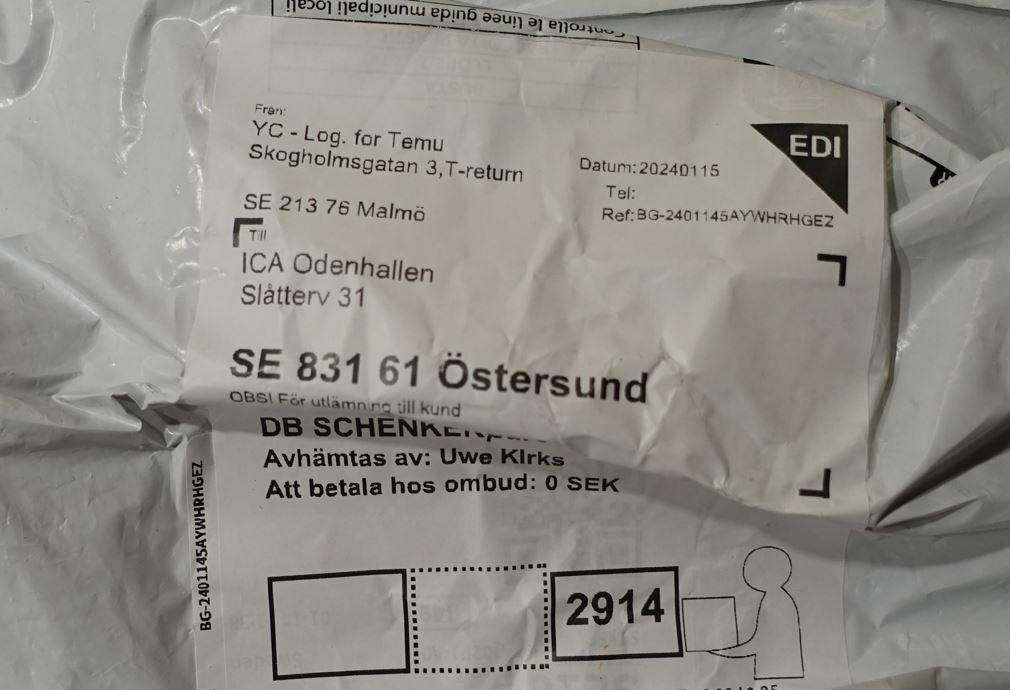 Controlla le linee guida municipali locali
Från:
YC - Log. for Temu
Skogholmsgatan 3,T-return
SE 213 76 Malmö
EDI
Datum:20240115
Tel:
Ref:BG-2401145AYWHRHGEZ
Till
ICA Odenhallen
Slåtterv 31
SE 831 61 Östersund
OBS! För utlämning till kund
DB SCHENKER
Avhämtas av: Uwe KIrks
Att betala hos ombud: 0 SEK
BG-2401145AYWHRHGEZ
2914